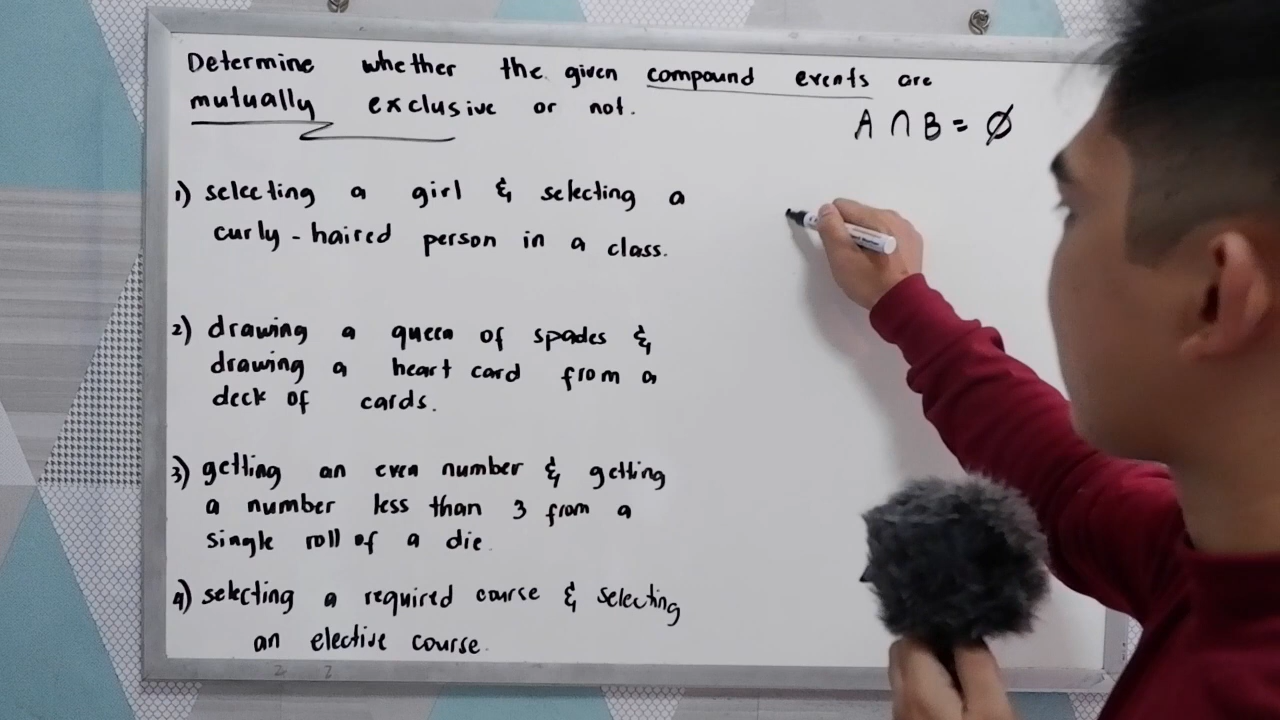 Determine whether the given compound events are
mutually exclusive or not.
A ∩ B = ∅
1) selecting a girl & selecting a
curly-haired person in a class.
2) drawing a queen of spades &
drawing a heart card from a
deck of cards.
3) getting an even number & getting
a number less than 3 from a
single roll of a die.
4) selecting a required course & selecting
an elective course.